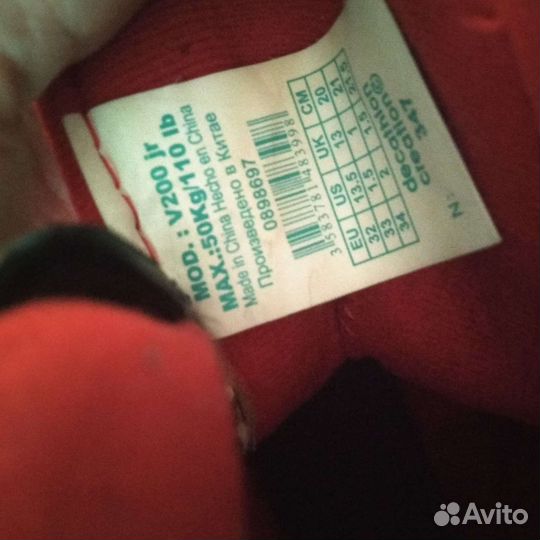 MOD. : V200 jr
MAX.:50Kg/110 lb
Made in China Hecho en China
Произведено в Китае
0898697
3583781483998
EU US UK CM
32 13.5 13 20
33 1.5 1 21
34 2 1.5 21.5
decathlon
creation®
347
N:
Avito